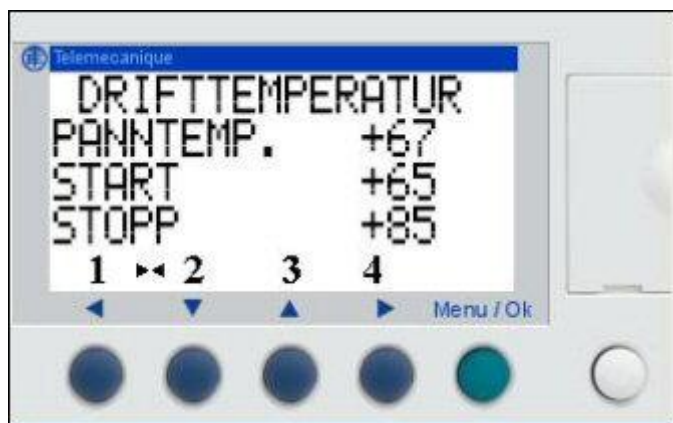 Telemecanique
DRIFTTEMPERATUR
PANNTEMP. +67
START +65
STOPP +85
1 2 3 4
Menu / Ok